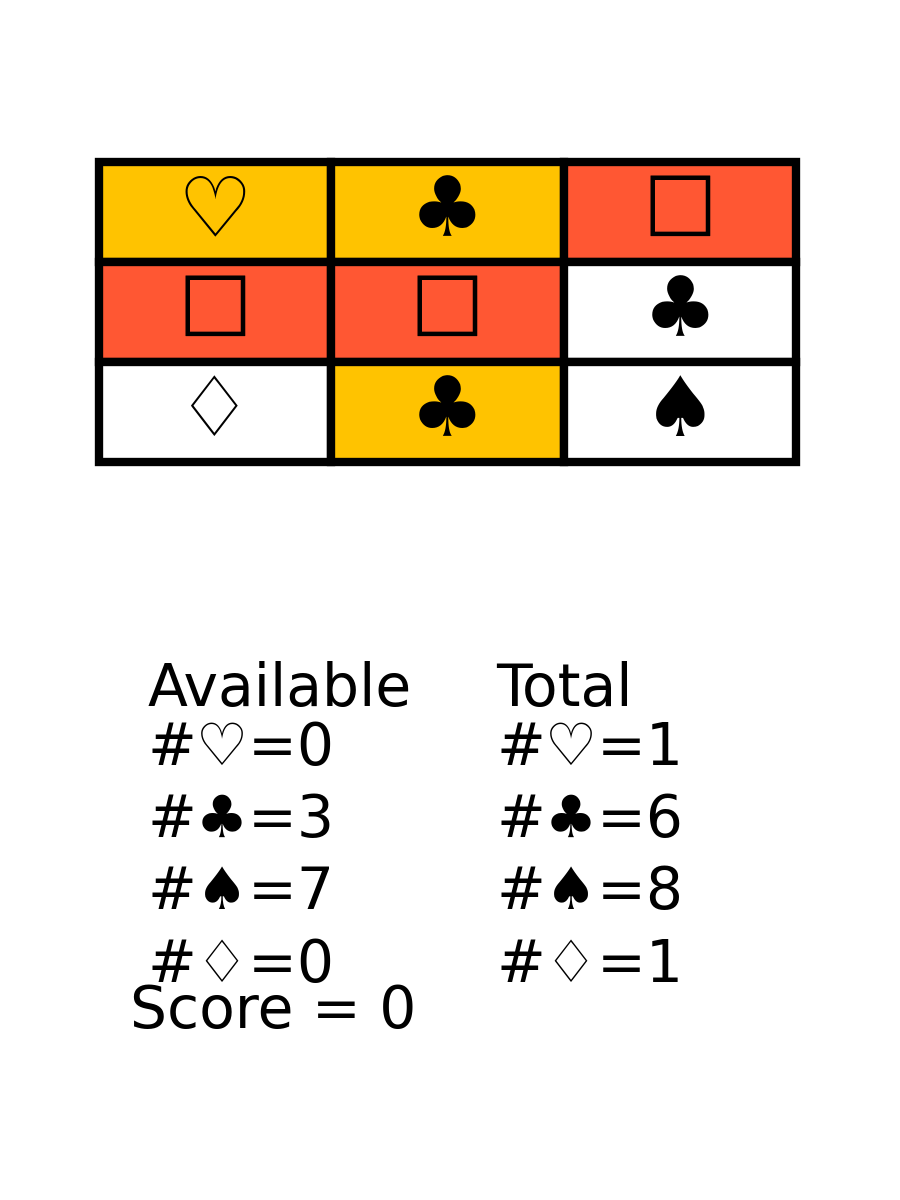 ♡ ♣ □
□ □ ♣
♢ ♣ ♠
Available Total
#♡=0 #♡=1
#♣=3 #♣=6
#♠=7 #♠=8
#♢=0 #♢=1
Score = 0